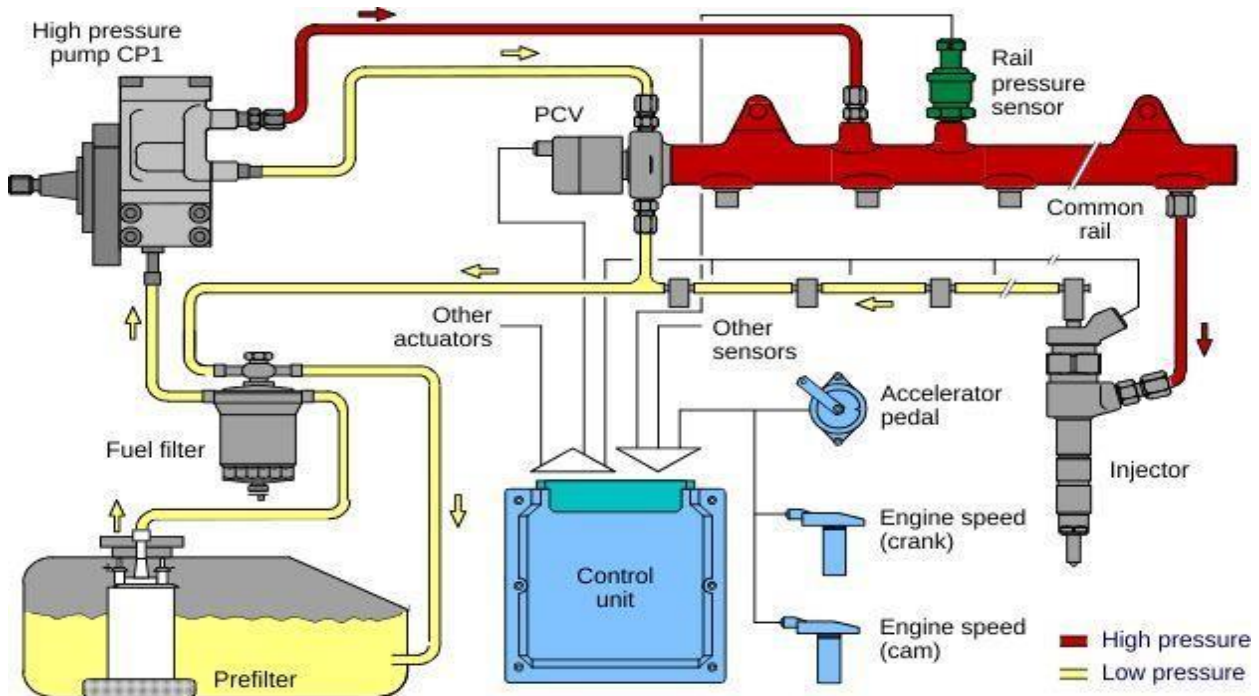 High pressure
pump CP1
PCV
Rail
pressure
sensor
Common
rail
Other
actuators
Other
sensors
Accelerator
pedal
Fuel filter
Injector
Engine speed
(crank)
Control
unit
Engine speed
(cam)
Prefilter
High pressure
Low pressure